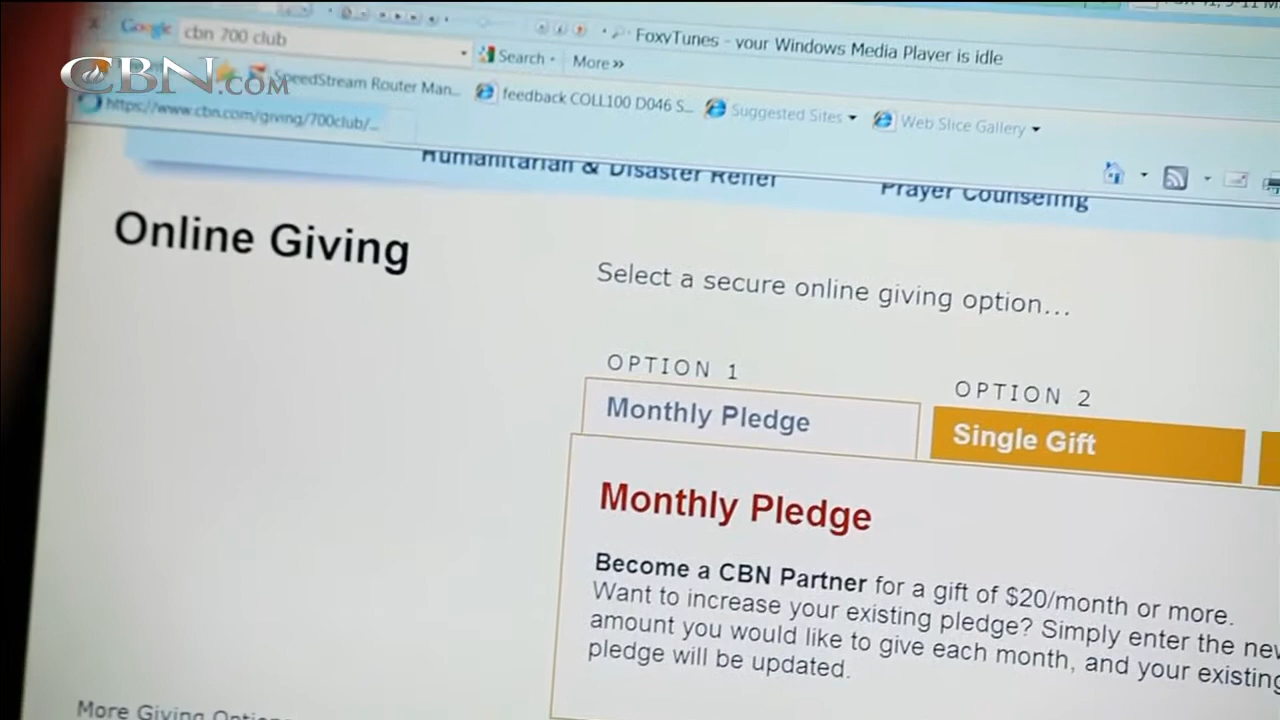 FoxyTunes - your Windows Media Player is idle
Google cbn 700 club
Search
More »
CBN.COM
SpeedStream Router Man...
feedback COLL100 D046 S...
Suggested Sites
Web Slice Gallery
https://www.cbn.com/giving/700club/...
Humanitarian & Disaster Relief
Prayer Counseling
Online Giving
Select a secure online giving option...
OPTION 1
OPTION 2
Monthly Pledge
Single Gift
Monthly Pledge
Become a CBN Partner for a gift of $20/month or more.
Want to increase your existing pledge? Simply enter the new
amount you would like to give each month, and your existing
pledge will be updated.
More Giving Options